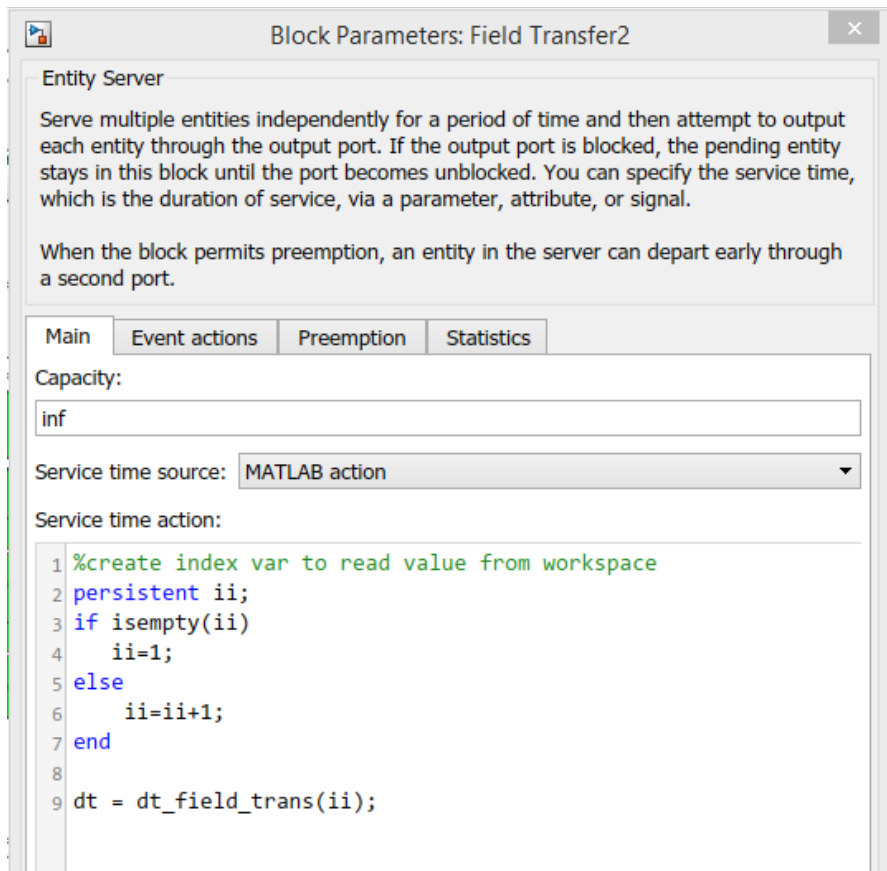 Block Parameters: Field Transfer2
Entity Server
Serve multiple entities independently for a period of time and then attempt to output
each entity through the output port. If the output port is blocked, the pending entity
stays in this block until the port becomes unblocked. You can specify the service time,
which is the duration of service, via a parameter, attribute, or signal.
When the block permits preemption, an entity in the server can depart early through
a second port.
Main Event actions Preemption Statistics
Capacity:
inf
Service time source: MATLAB action
Service time action:
1 %create index var to read value from workspace
2 persistent ii;
3 if isempty(ii)
4 ii=1;
5 else
6 ii=ii+1;
7 end
8
9 dt = dt_field_trans(ii);